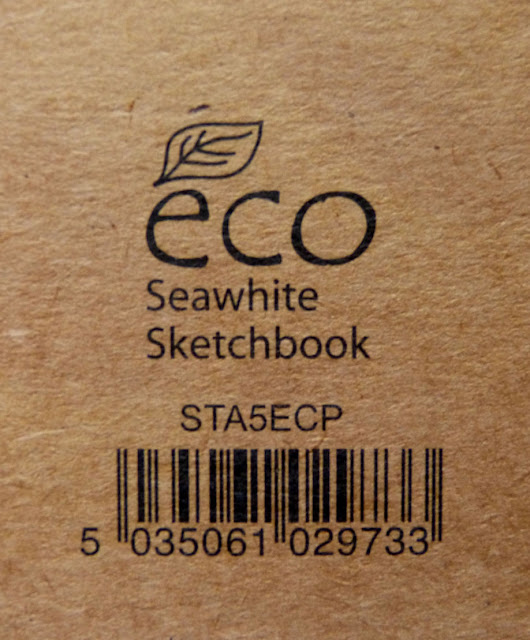 eco
Seawhite
Sketchbook
STA5ECP
5 035061 029733